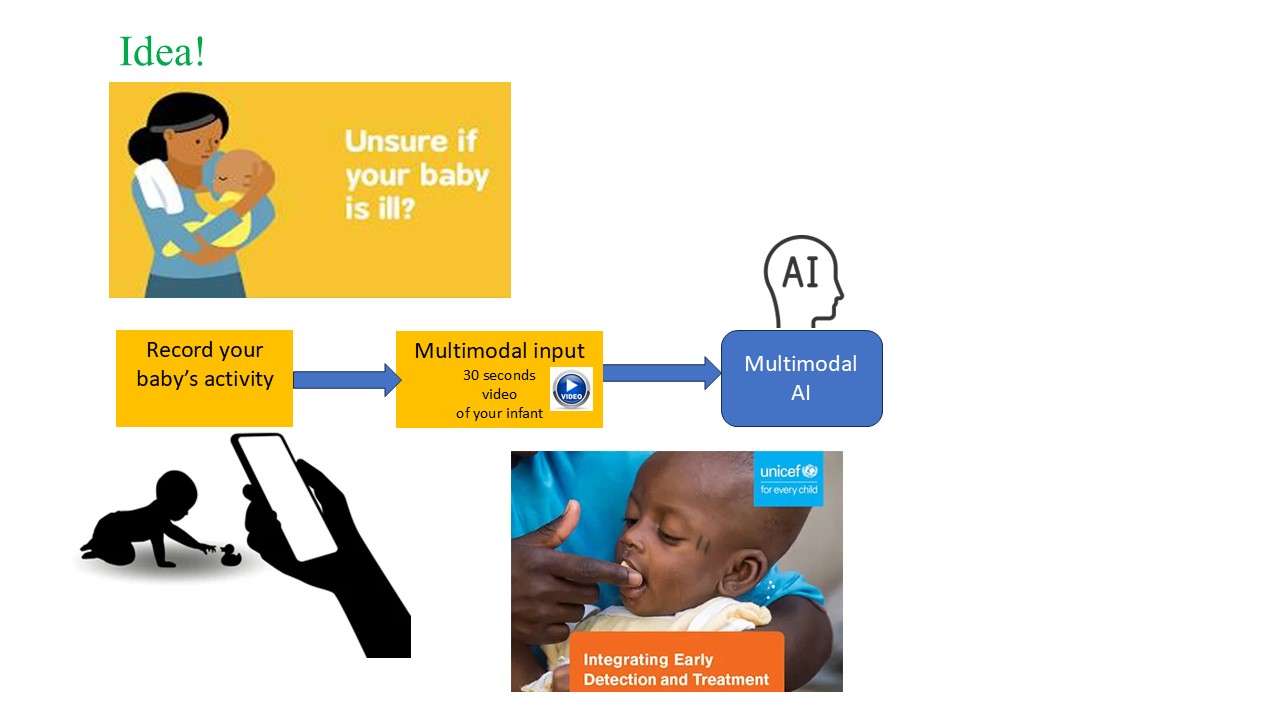 Idea!
Unsure if
your baby
is ill?
AI
Record your
baby’s activity
Multimodal input
30 seconds
video
of your infant
VIDEO
Multimodal
AI
unicef
for every child
Integrating Early
Detection and Treatment